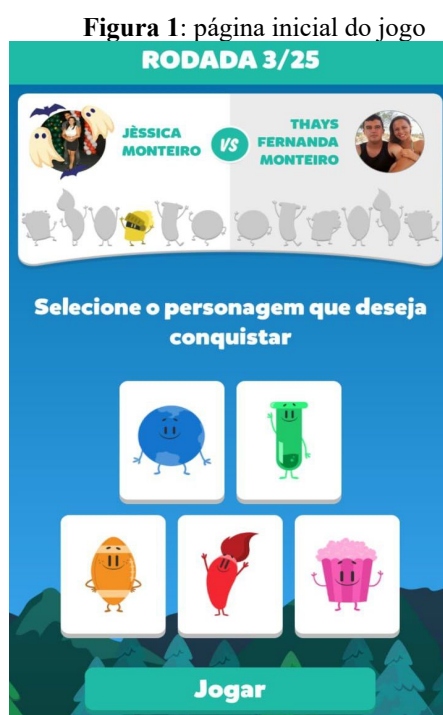 Figura 1: página inicial do jogo
RODADA 3/25
JÈSSICA
MONTEIRO
VS
THAYS
FERNANDA
MONTEIRO
Selecione o personagem que deseja
conquistar
Jogar